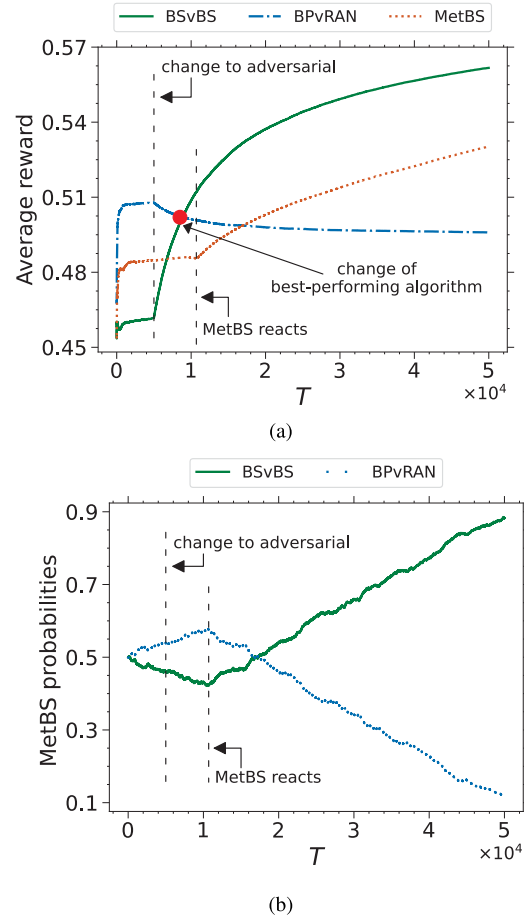 BSvBS BPvRAN MetBS
0.57
0.54
0.51
0.48
0.45
Average reward
change to adversarial
change of
best-performing algorithm
MetBS reacts
0 1 2 3 4 5
×10⁴
T
(a)
BSvBS BPvRAN
0.9
0.7
0.5
0.3
0.1
MetBS probabilities
change to adversarial
MetBS reacts
0 1 2 3 4 5
×10⁴
T
(b)